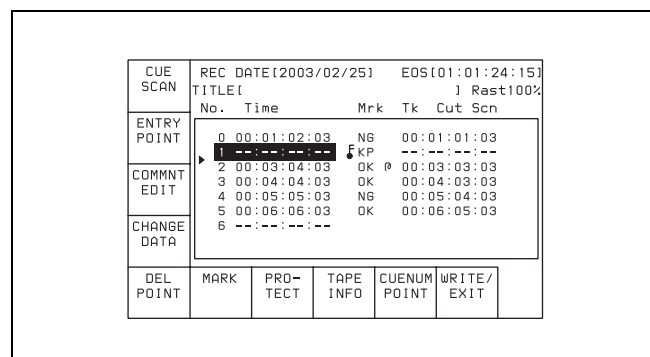 CUE SCAN
REC DATE[2003/02/25] EOS[01:01:24:15]
TITLE[ ] Rast100%
No. Time Mrk Tk Cut Scn
ENTRY POINT
0 00:01:02:03 NG 00:01:01:03
1 --:--:--:-- KP --:--:--:--
2 00:03:04:03 OK @ 00:03:03:03
3 00:04:04:03 OK 00:04:03:03
4 00:05:05:03 NG 00:05:04:03
5 00:06:06:03 OK 00:06:05:03
6 --:--:--:--
COMMNT EDIT
CHANGE DATA
DEL POINT
MARK
PRO-TECT
TAPE INFO
CUENUM POINT
WRITE/ EXIT